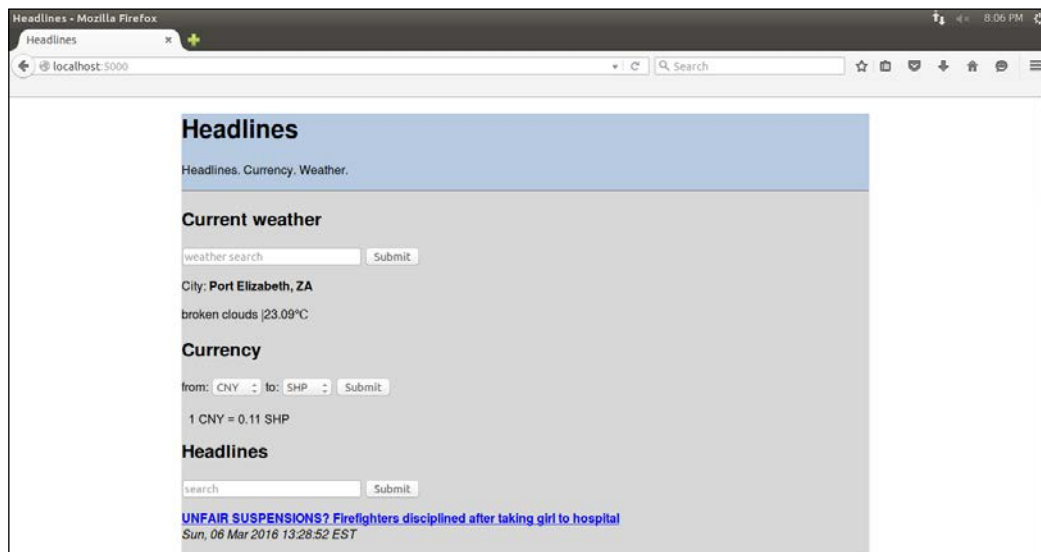 Headlines - Mozilla Firefox
8:06 PM
Headlines
localhost:5000
Search
Headlines
Headlines. Currency. Weather.
Current weather
weather search Submit
City: Port Elizabeth, ZA
broken clouds |23.09℃
Currency
from: CNY to: SHP Submit
1 CNY = 0.11 SHP
Headlines
search Submit
UNFAIR SUSPENSIONS? Firefighters disciplined after taking girl to hospital
Sun, 06 Mar 2016 13:28:52 EST